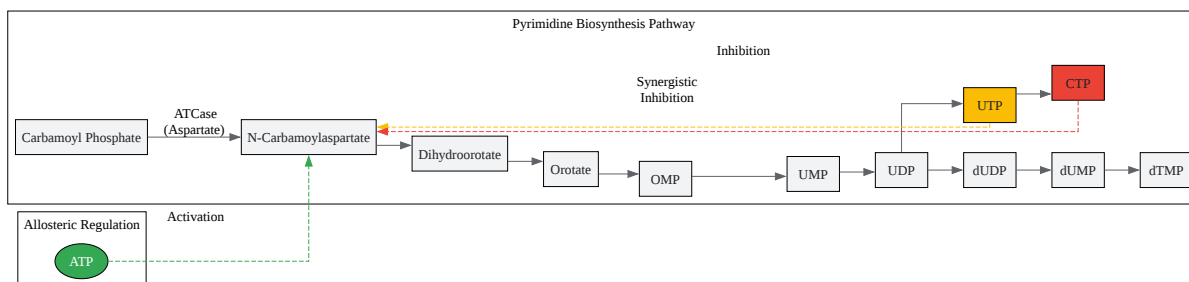 Pyrimidine Biosynthesis Pathway
Inhibition
Synergistic
Inhibition
CTP
UTP
ATCase
(Aspartate)
Carbamoyl Phosphate
N-Carbamoylaspartate
Dihydroorotate
Orotate
OMP
UMP
UDP
dUDP
dUMP
dTMP
Activation
Allosteric Regulation
ATP